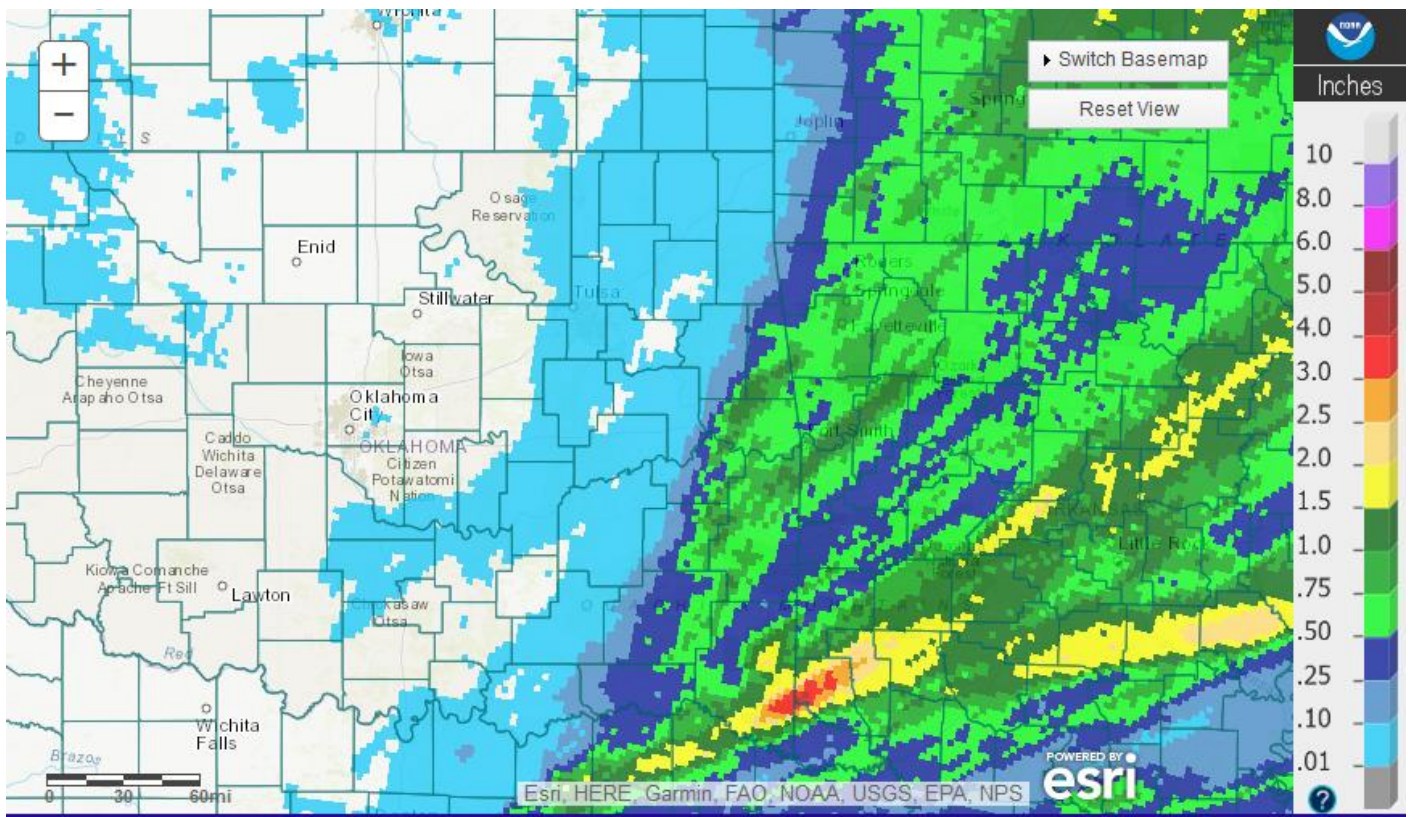 Wichita
noaa
+
−
Inches
Switch Basemap
Reset View
Spring
Joplin
L S
Osage
Reservation
Enid
Stillwater
Tulsa
Rogers
Springdale
Fayetteville
Iowa
Otsa
Cheyenne
Arapaho Otsa
Oklahoma
City
OKLAHOMA
Citizen
Potawatomi
Nation
Caddo
Wichita
Delaware
Otsa
Fort Smith
Little Rock
Kiowa Comanche
Apache Ft Sill
Lawton
Chickasaw
Otsa
Red
Wichita
Falls
Brazos
0 30 60mi
Esri, HERE, Garmin, FAO, NOAA, USGS, EPA, NPS
POWERED BY
esri
10
8.0
6.0
5.0
4.0
3.0
2.5
2.0
1.5
1.0
.75
.50
.25
.10
.01
?